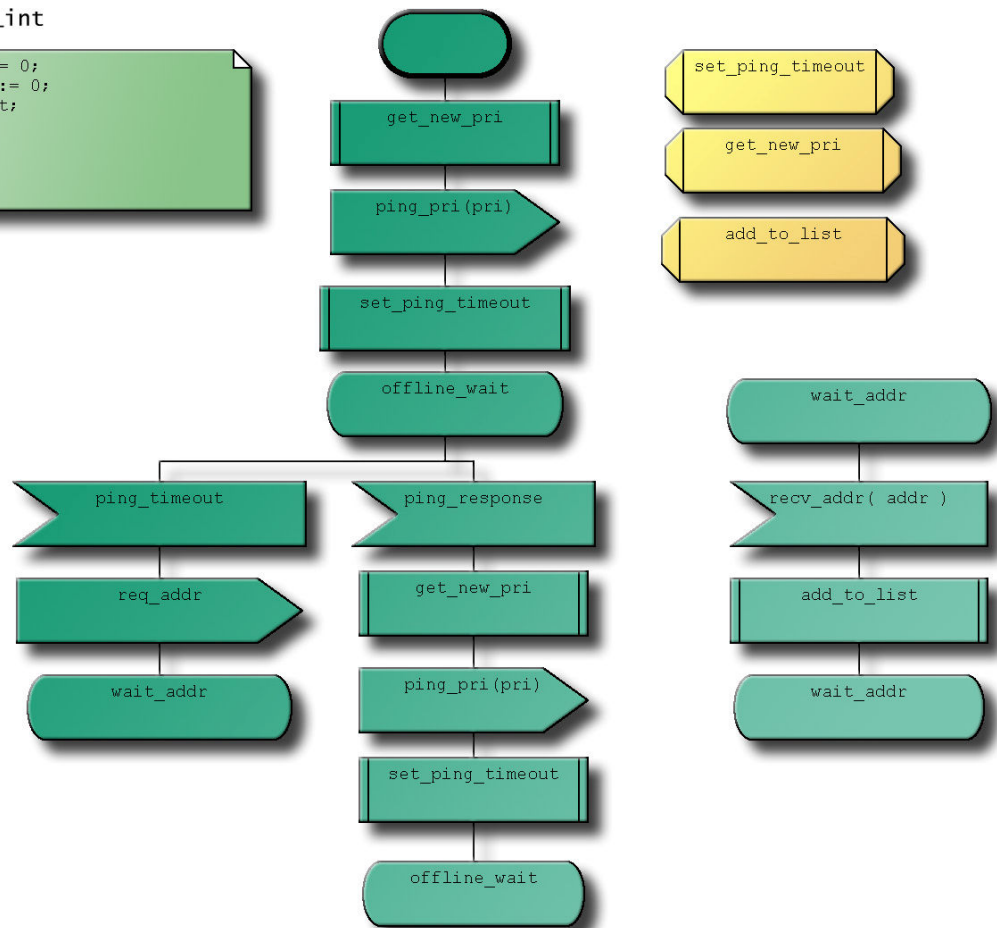 _int
= 0;
:= 0;
t;
get_new_pri
ping_pri(pri)
set_ping_timeout
offline_wait
ping_timeout
req_addr
wait_addr
ping_response
get_new_pri
ping_pri(pri)
set_ping_timeout
offline_wait
set_ping_timeout
get_new_pri
add_to_list
wait_addr
recv_addr( addr )
add_to_list
wait_addr